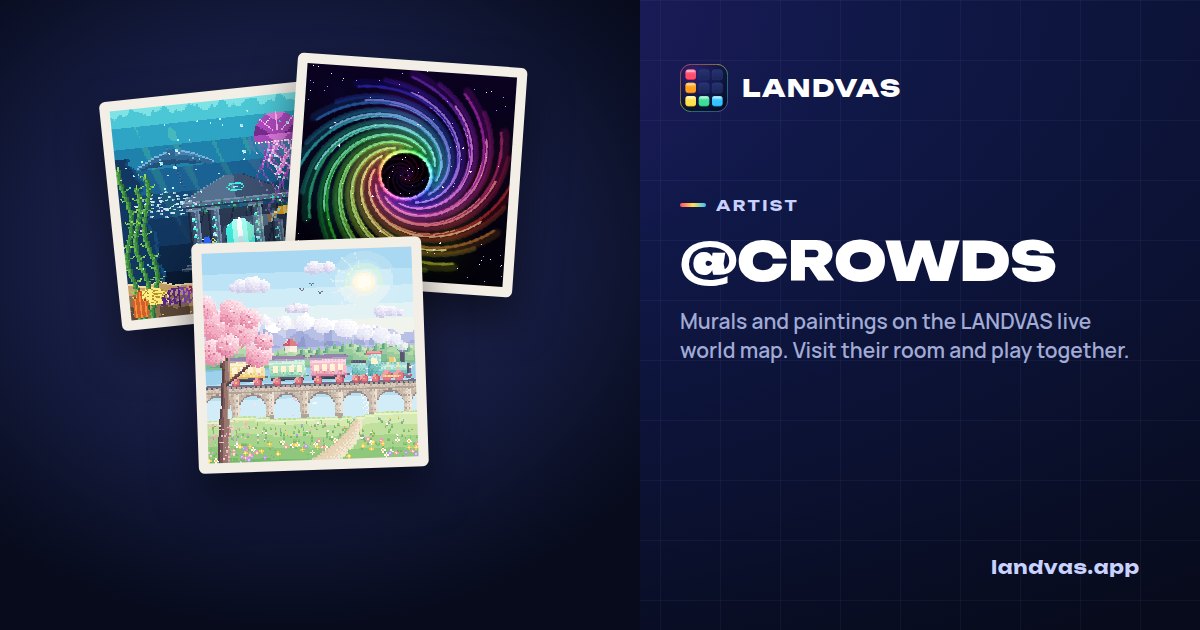 LANDVAS
ARTIST
@CROWDS
Murals and paintings on the LANDVAS live
world map. Visit their room and play together.
landvas.app